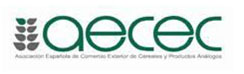 aecec
Asociación Española de Comercio Exterior de Cereales y Productos Análogos